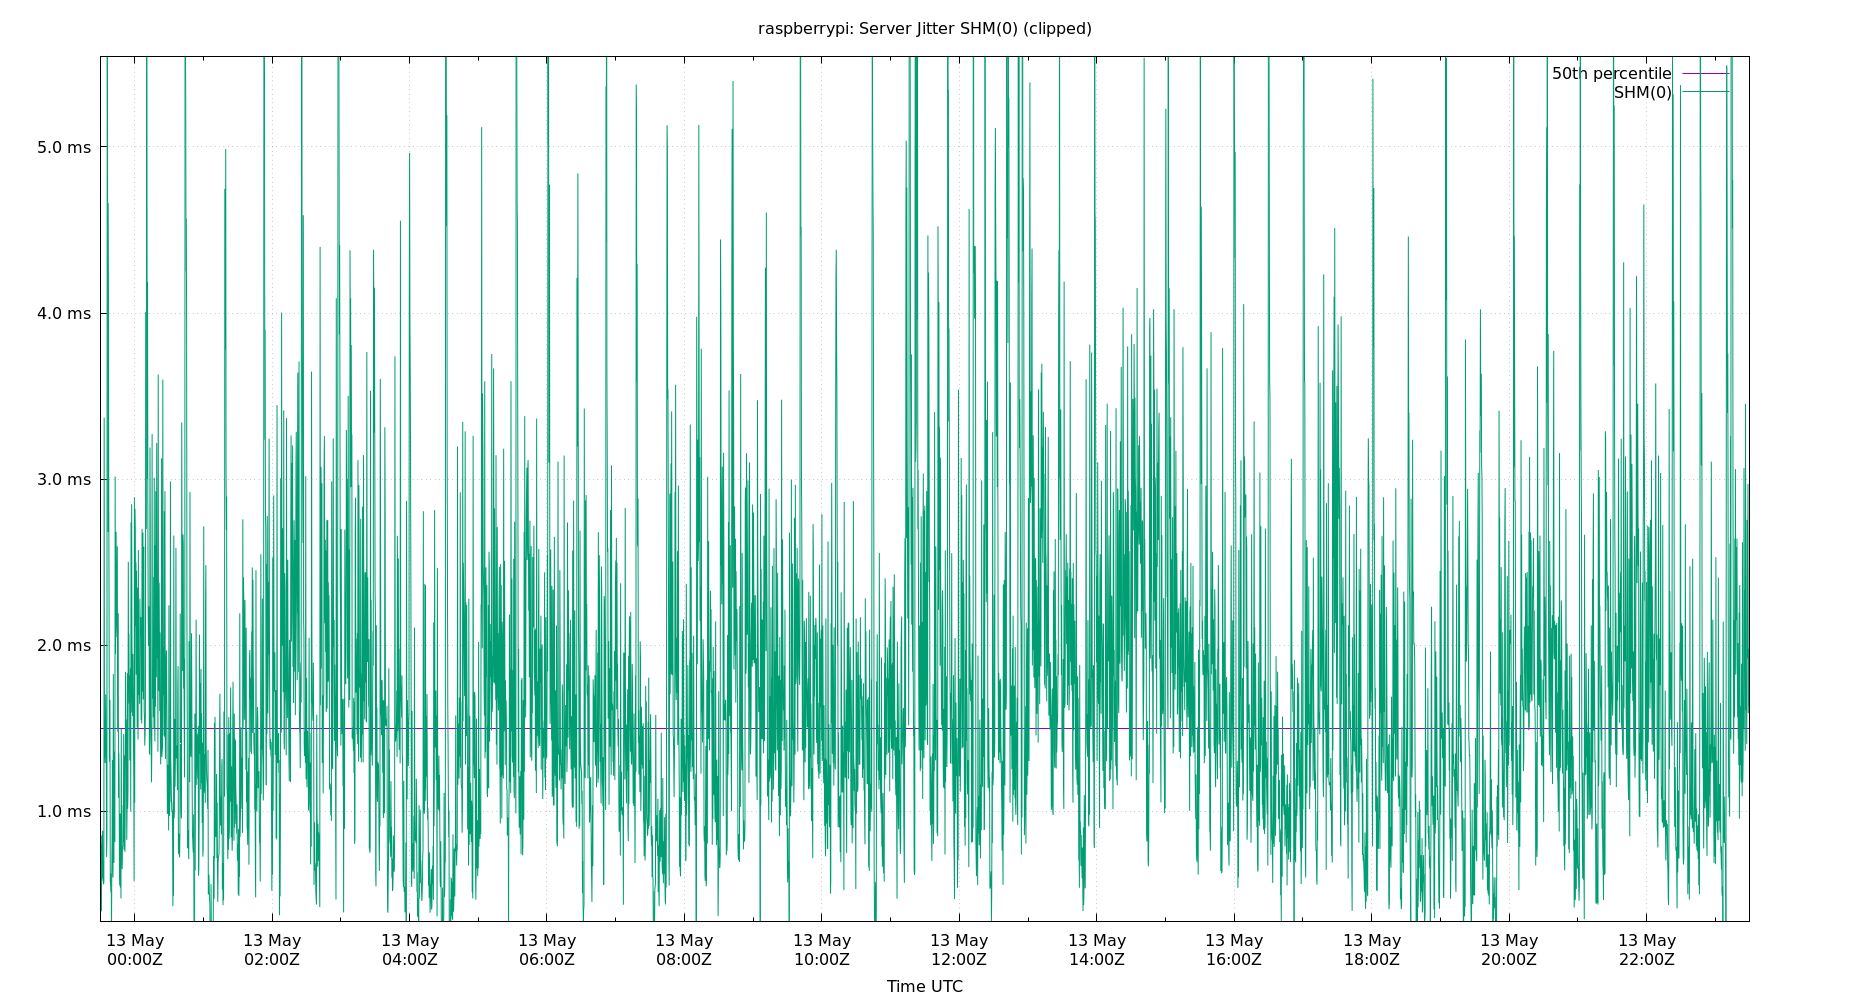 raspberrypi: Server Jitter SHM(0) (clipped)
50th percentile
SHM(0)
5.0 ms
4.0 ms
3.0 ms
2.0 ms
1.0 ms
13 May 13 May 13 May 13 May 13 May 13 May 13 May 13 May 13 May 13 May 13 May 13 May
00:00Z 02:00Z 04:00Z 06:00Z 08:00Z 10:00Z 12:00Z 14:00Z 16:00Z 18:00Z 20:00Z 22:00Z
Time UTC